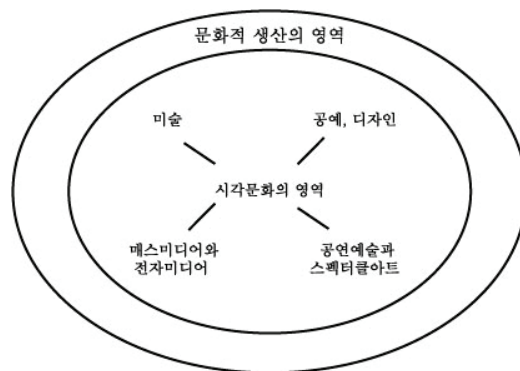 문화적 생산의 영역
미술
공예, 디자인
시각문화의 영역
매스미디어와
전자미디어
공연예술과
스펙터클아트